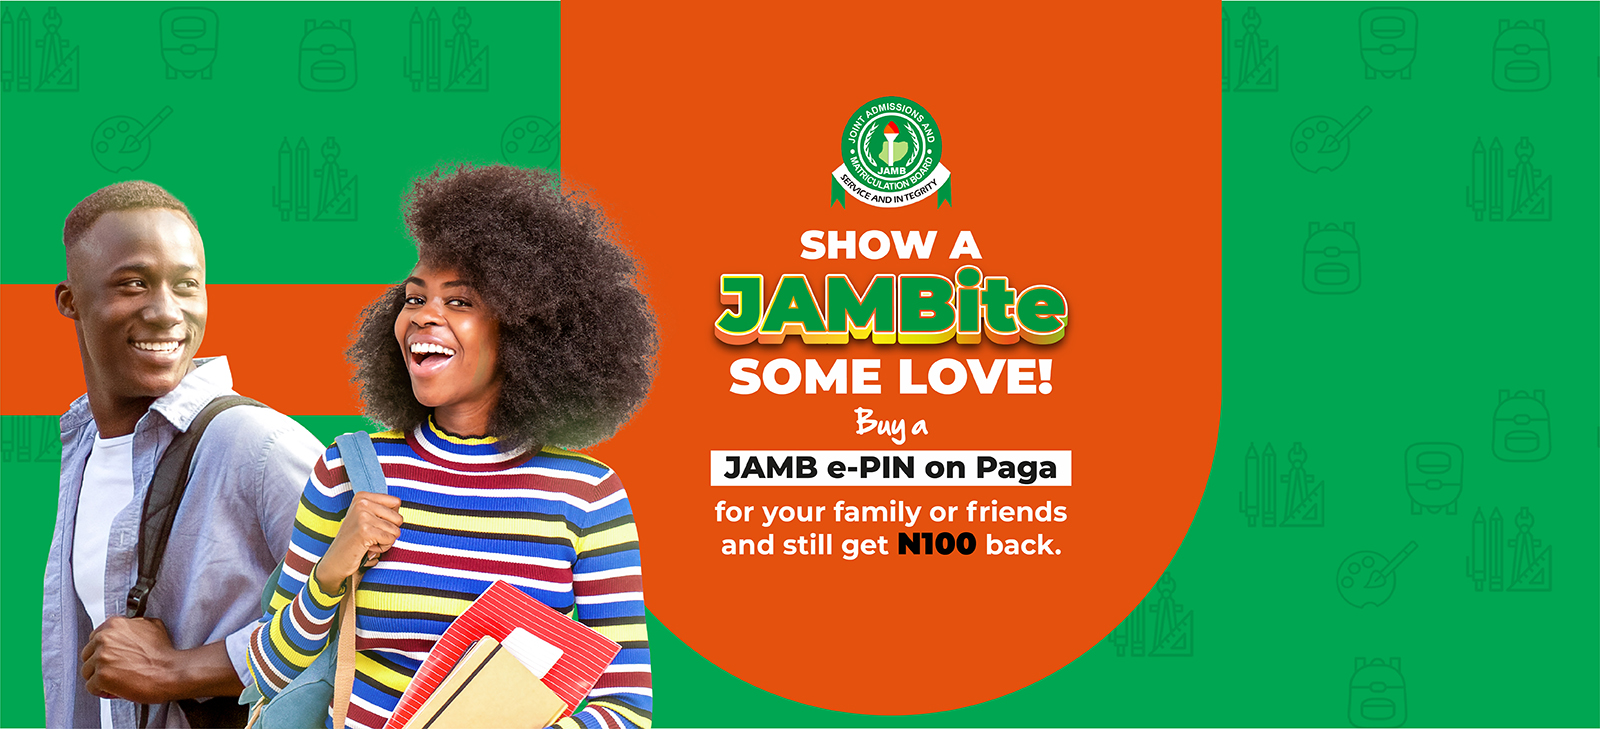 JOINT ADMISSIONS AND
MATRICULATION BOARD
JAMB
SERVICE AND INTEGRITY
SHOW A
JAMBite
SOME LOVE!
Buy a
JAMB e-PIN on Paga
for your family or friends
and still get N100 back.